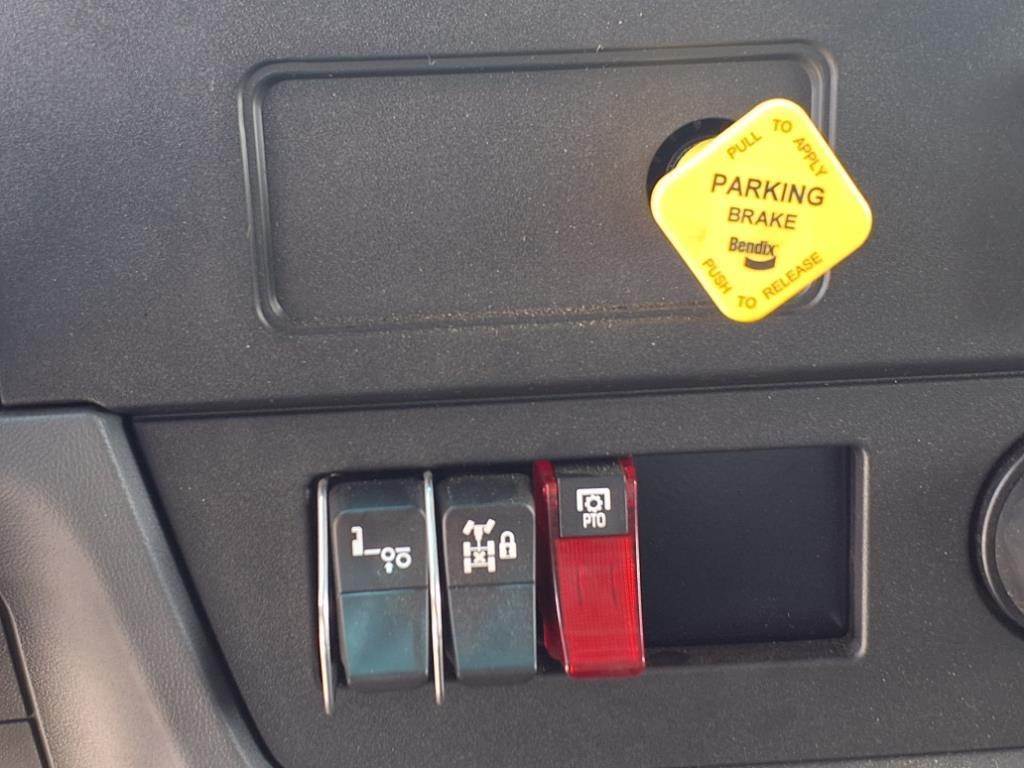 PULL TO APPLY
PARKING
BRAKE
Bendix
PUSH TO RELEASE
PTO